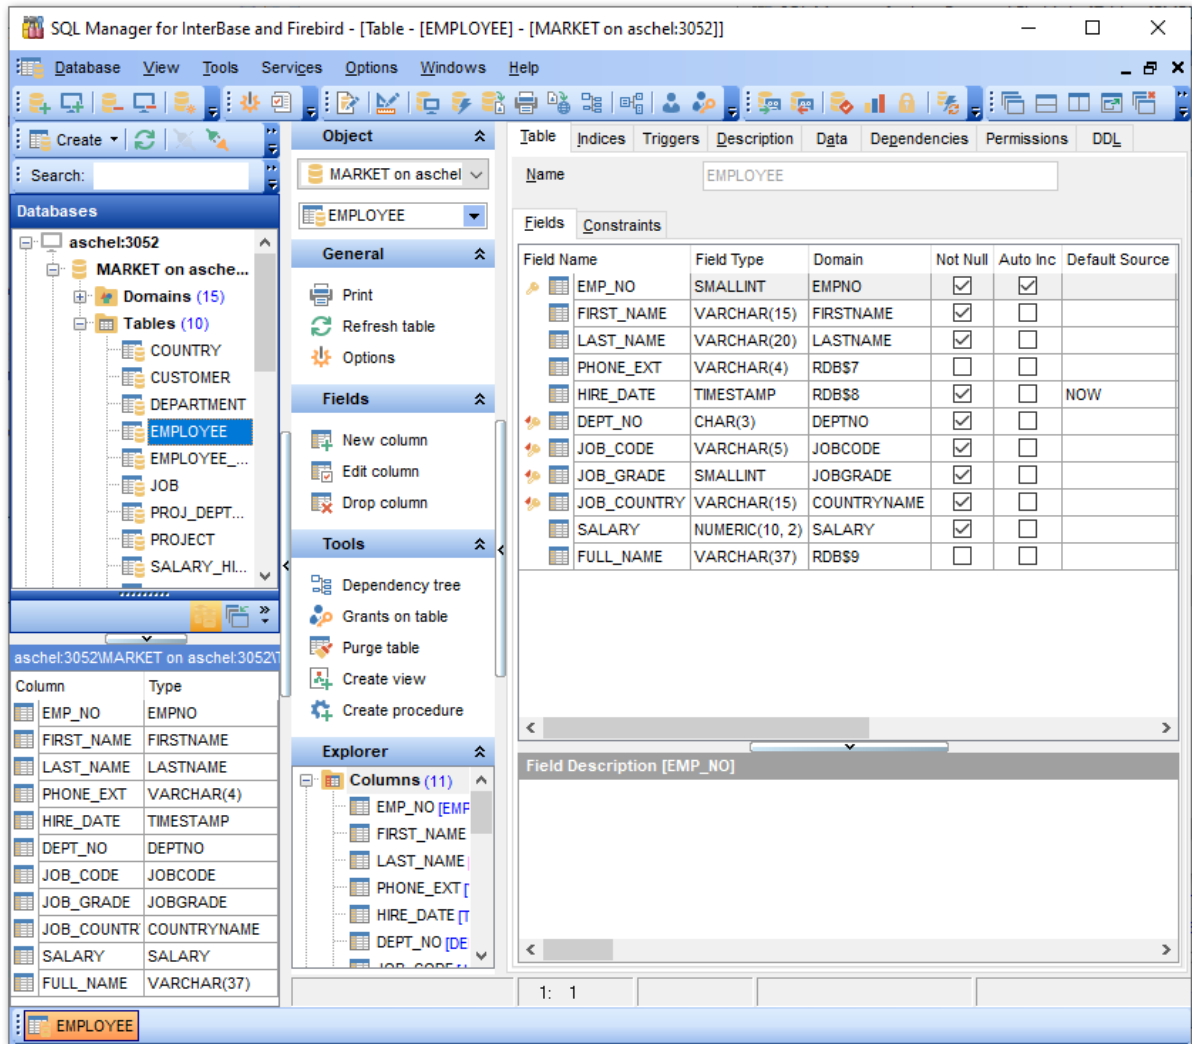 SQL Manager for InterBase and Firebird - [Table - [EMPLOYEE] - [MARKET on aschel:3052]]
Database View Tools Services Options Windows Help
Create
Search:
Databases
aschel:3052
MARKET on asche...
Domains (15)
Tables (10)
COUNTRY
CUSTOMER
DEPARTMENT
EMPLOYEE
EMPLOYEE_...
JOB
PROJ_DEPT...
PROJECT
SALARY_HI...
aschel:3052\MARKET on aschel:3052\T
Column Type
EMP_NO EMPNO
FIRST_NAME FIRSTNAME
LAST_NAME LASTNAME
PHONE_EXT VARCHAR(4)
HIRE_DATE TIMESTAMP
DEPT_NO DEPTNO
JOB_CODE JOBCODE
JOB_GRADE JOBGRADE
JOB_COUNTR COUNTRYNAME
SALARY SALARY
FULL_NAME VARCHAR(37)
Object
MARKET on aschel
EMPLOYEE
General
Print
Refresh table
Options
Fields
New column
Edit column
Drop column
Tools
Dependency tree
Grants on table
Purge table
Create view
Create procedure
Explorer
Columns (11)
EMP_NO [EMP
FIRST_NAME
LAST_NAME
PHONE_EXT [
HIRE_DATE [T
DEPT_NO [DE
Table Indices Triggers Description Data Dependencies Permissions DDL
Name EMPLOYEE
Fields Constraints
Field Name Field Type Domain Not Null Auto Inc Default Source
EMP_NO SMALLINT EMPNO
FIRST_NAME VARCHAR(15) FIRSTNAME
LAST_NAME VARCHAR(20) LASTNAME
PHONE_EXT VARCHAR(4) RDB$7
HIRE_DATE TIMESTAMP RDB$8 NOW
DEPT_NO CHAR(3) DEPTNO
JOB_CODE VARCHAR(5) JOBCODE
JOB_GRADE SMALLINT JOBGRADE
JOB_COUNTRY VARCHAR(15) COUNTRYNAME
SALARY NUMERIC(10, 2) SALARY
FULL_NAME VARCHAR(37) RDB$9
Field Description [EMP_NO]
1: 1
EMPLOYEE